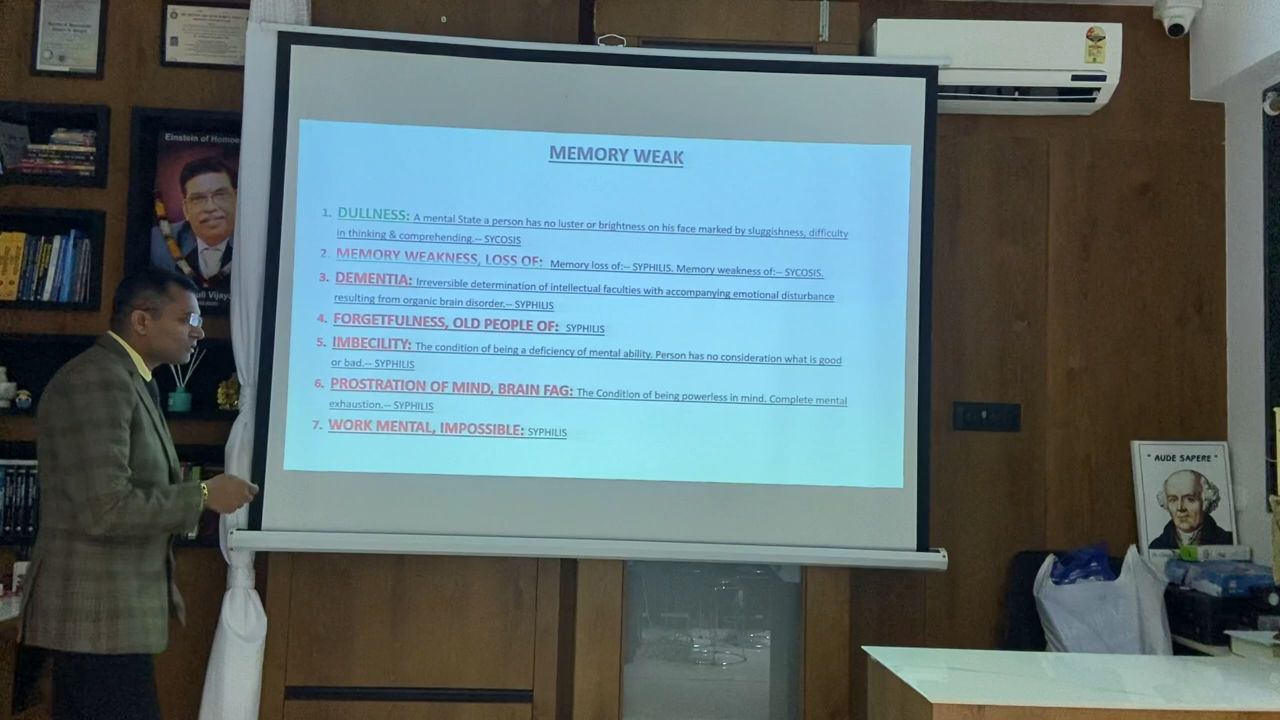 Einstein of Homoe
MEMORY WEAK
1. DULLNESS: A mental State a person has no luster or brightness on his face marked by sluggishness, difficulty
in thinking & comprehending.-- SYCOSIS
2. MEMORY WEAKNESS, LOSS OF: Memory loss of:-- SYPHILIS. Memory weakness of:-- SYCOSIS.
3. DEMENTIA: Irreversible determination of intellectual faculties with accompanying emotional disturbance
resulting from organic brain disorder.-- SYPHILIS
4. FORGETFULNESS, OLD PEOPLE OF: SYPHILIS
5. IMBECILITY: The condition of being a deficiency of mental ability. Person has no consideration what is good
or bad.-- SYPHILIS
6. PROSTRATION OF MIND, BRAIN FAG: The Condition of being powerless in mind. Complete mental
exhaustion.-- SYPHILIS
7. WORK MENTAL, IMPOSSIBLE: SYPHILIS
uli Vijay
" AUDE SAPERE "